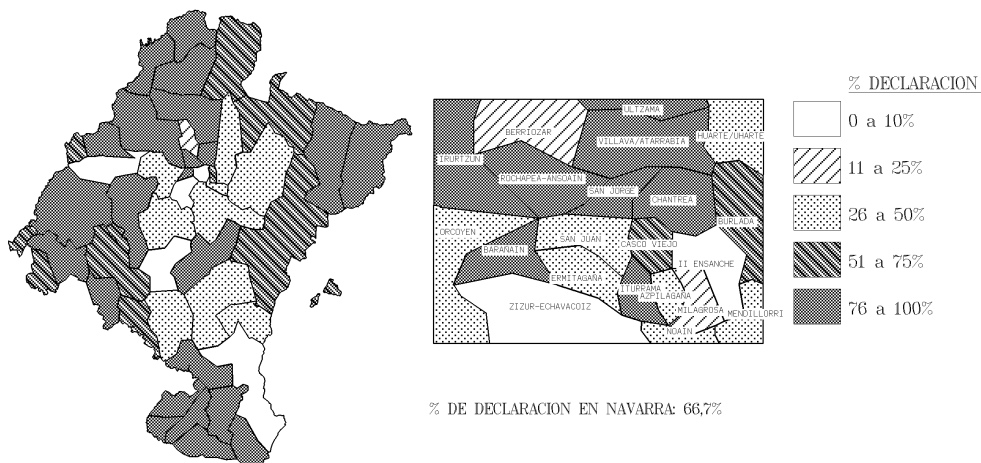 ULTZAMA
BERRIOZAR
HUARTE/UHARTE
VILLAVA/ATARRABIA
IRURTZUN
ROCHAPEA-ANSOAIN
SAN JORGE
CHANTREA
BURLADA
ORCOYEN
SAN JUAN
CASCO VIEJO
BARAÑAIN
II ENSANCHE
ERMITAGAÑA
ITURRAMA
AZPILAGAÑA
ZIZUR-ECHAVACOIZ
MILAGROSA
MENDILLORRI
NOAIN
% DECLARACION
0 a 10%
11 a 25%
26 a 50%
51 a 75%
76 a 100%
% DE DECLARACION EN NAVARRA: 66,7%